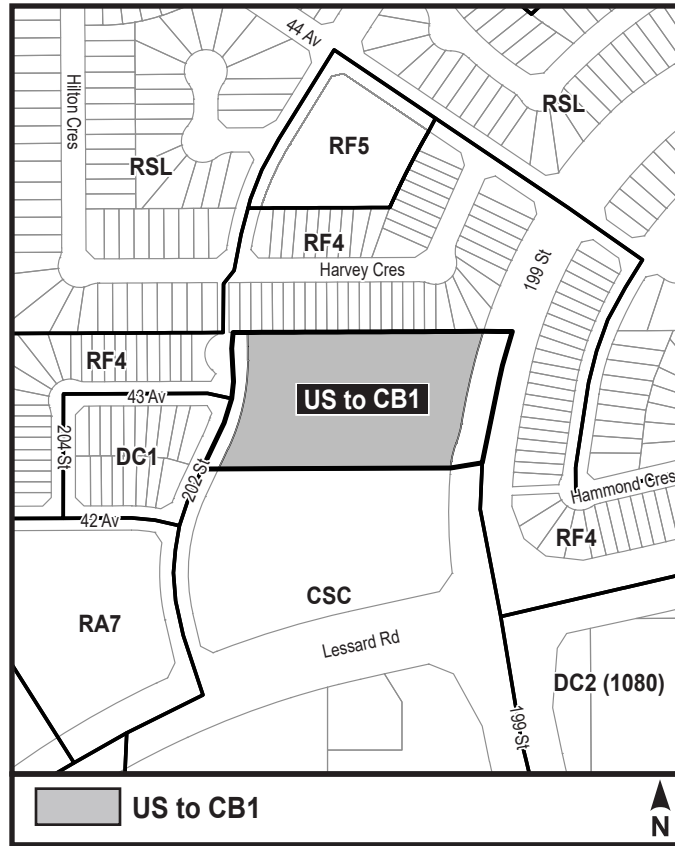 44 Av
Hilton Cres
RSL
RSL
RF5
RF4
199 St
Harvey Cres
RF4
43 Av
US to CB1
204 St
DC1
202 St
Hammond Cres
42 Av
RF4
CSC
RA7
Lessard Rd
DC2 (1080)
199 St
US to CB1
N